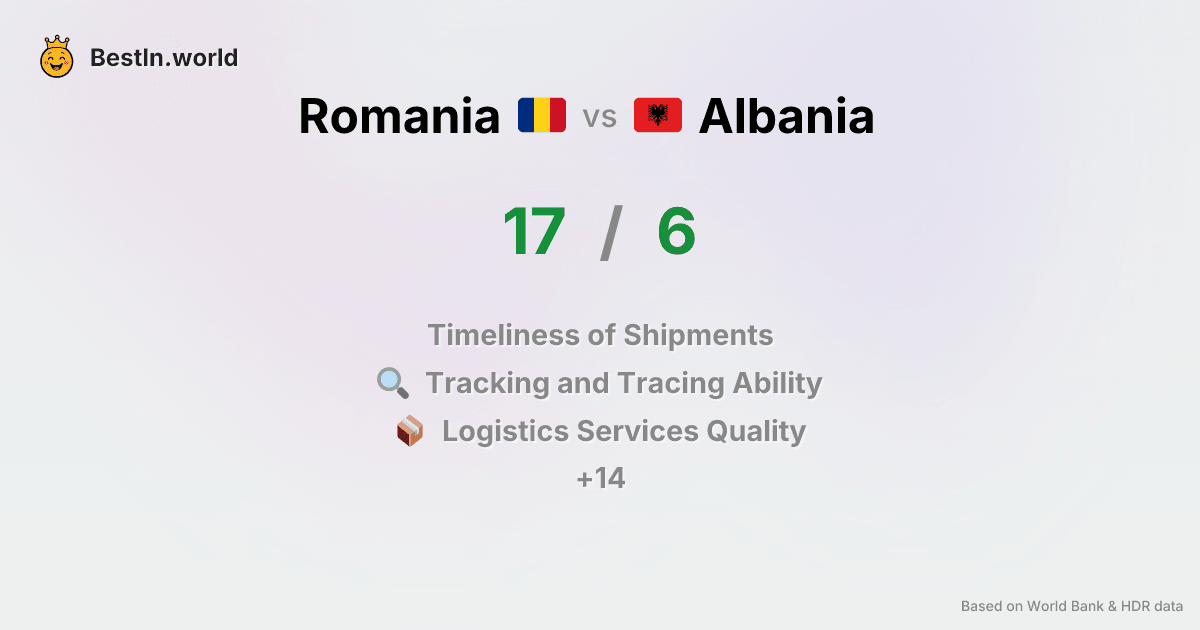 BestIn.world
Romania vs Albania
17 / 6
Timeliness of Shipments
Tracking and Tracing Ability
Logistics Services Quality
+14
Based on World Bank & HDR data